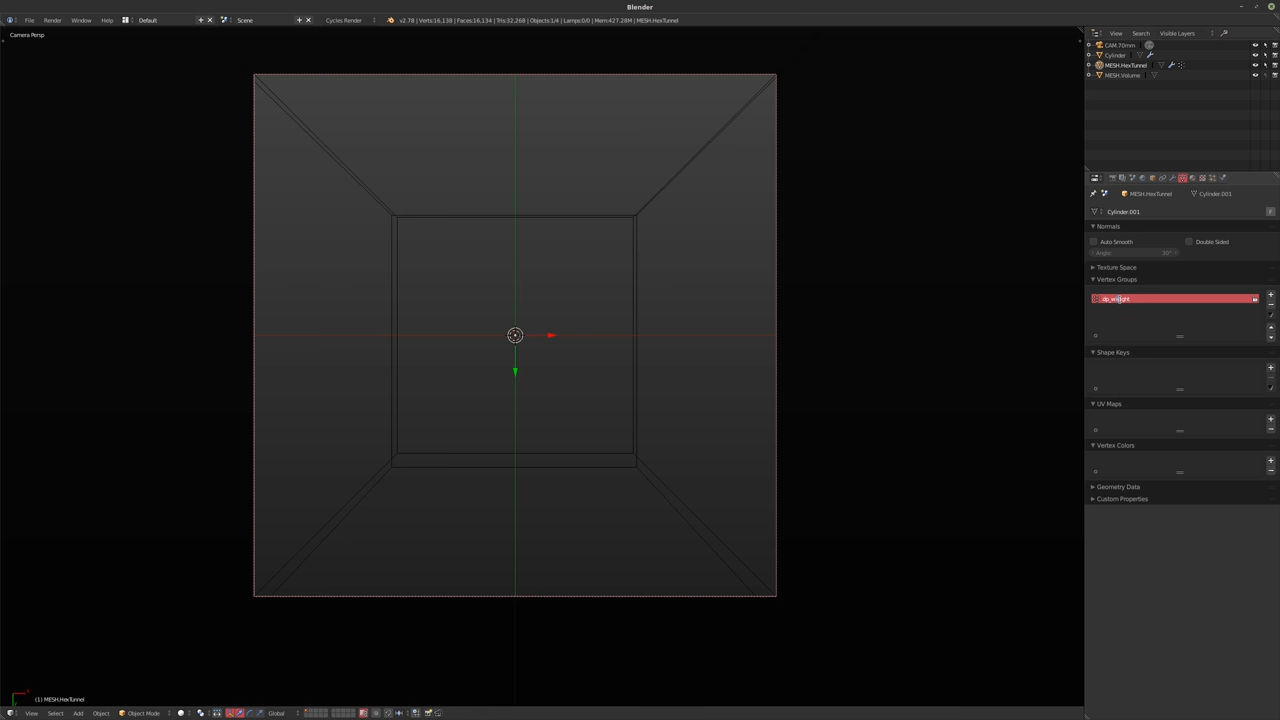 Blender
File Render Window Help Default Scene Cycles Render v2.78 | Verts:16,138 | Faces:16,134 | Tris:32,268 | Objects:1/4 | Lamps:0/0 | Mem:427.28M | MESH.HexTunnel
Camera Persp
View Search Visible Layers
CAM.70mm
Cylinder
MESH.HexTunnel
MESH.Volume
MESH.HexTunnel Cylinder.001
Cylinder.001 F
Normals
Auto Smooth Double Sided
Angle: 30°
Texture Space
Vertex Groups
dp_weight
Shape Keys
UV Maps
Vertex Colors
Geometry Data
Custom Properties
(1) MESH.HexTunnel
View Select Add Object Object Mode Global